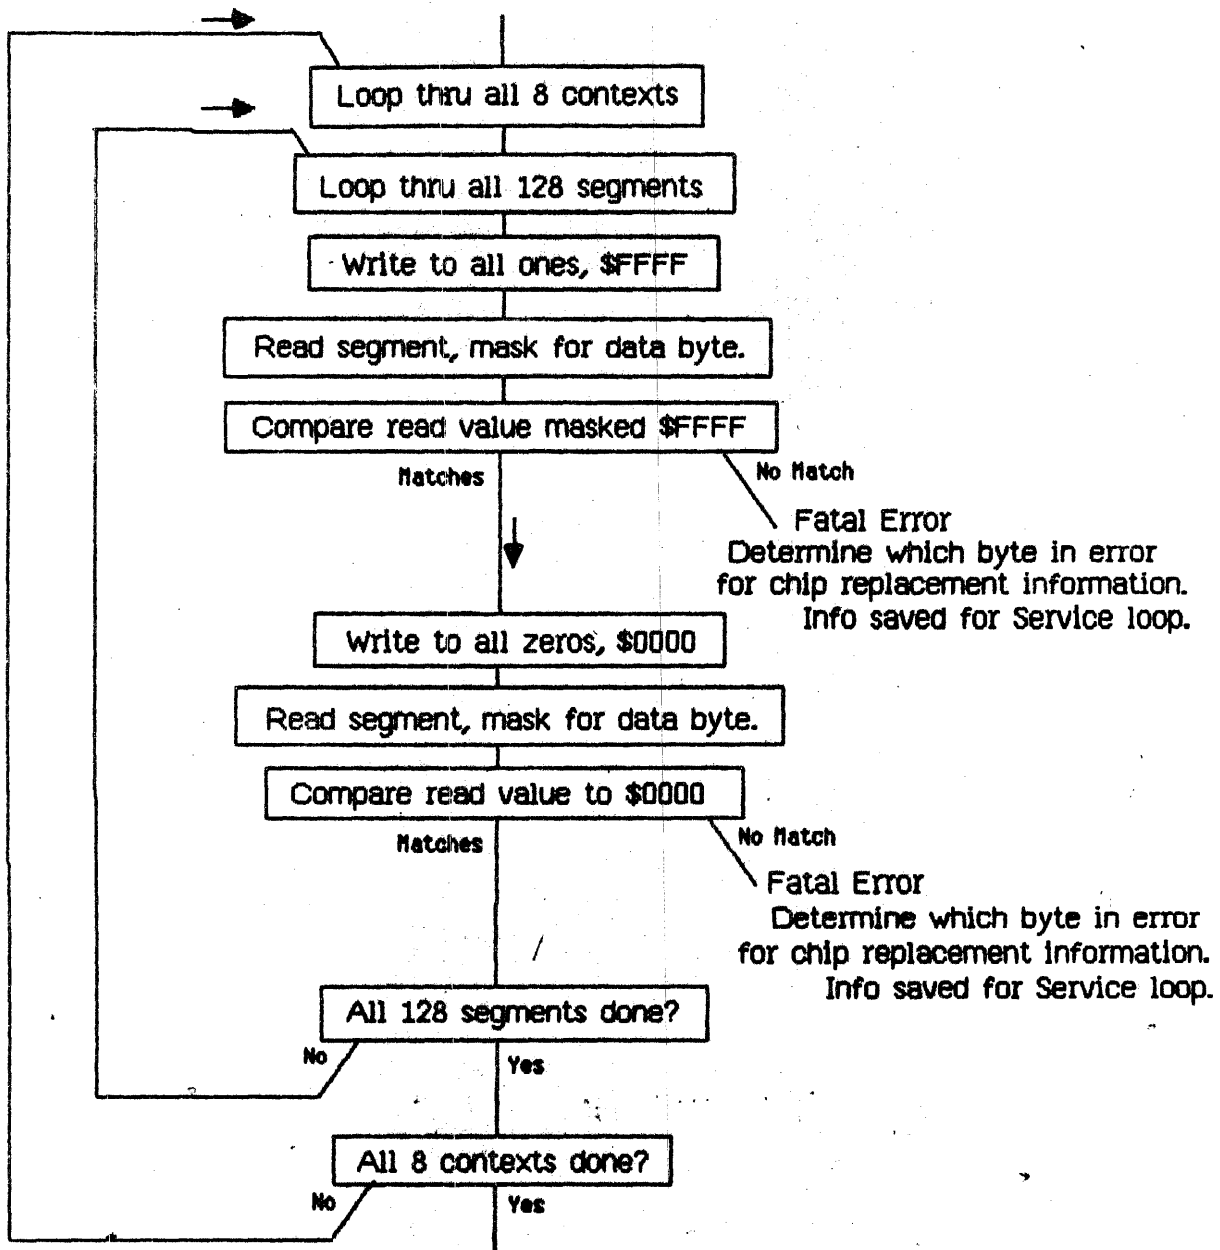 Loop thru all 8 contexts
Loop thru all 128 segments
Write to all ones, $FFFF
Read segment, mask for data byte.
Compare read value masked $FFFF
Matches
No Match
Fatal Error
Determine which byte in error
for chip replacement information.
Info saved for Service loop.
Write to all zeros, $0000
Read segment, mask for data byte.
Compare read value to $0000
Matches
No Match
Fatal Error
Determine which byte in error
for chip replacement information.
Info saved for Service loop.
All 128 segments done?
No
Yes
All 8 contexts done?
No
Yes